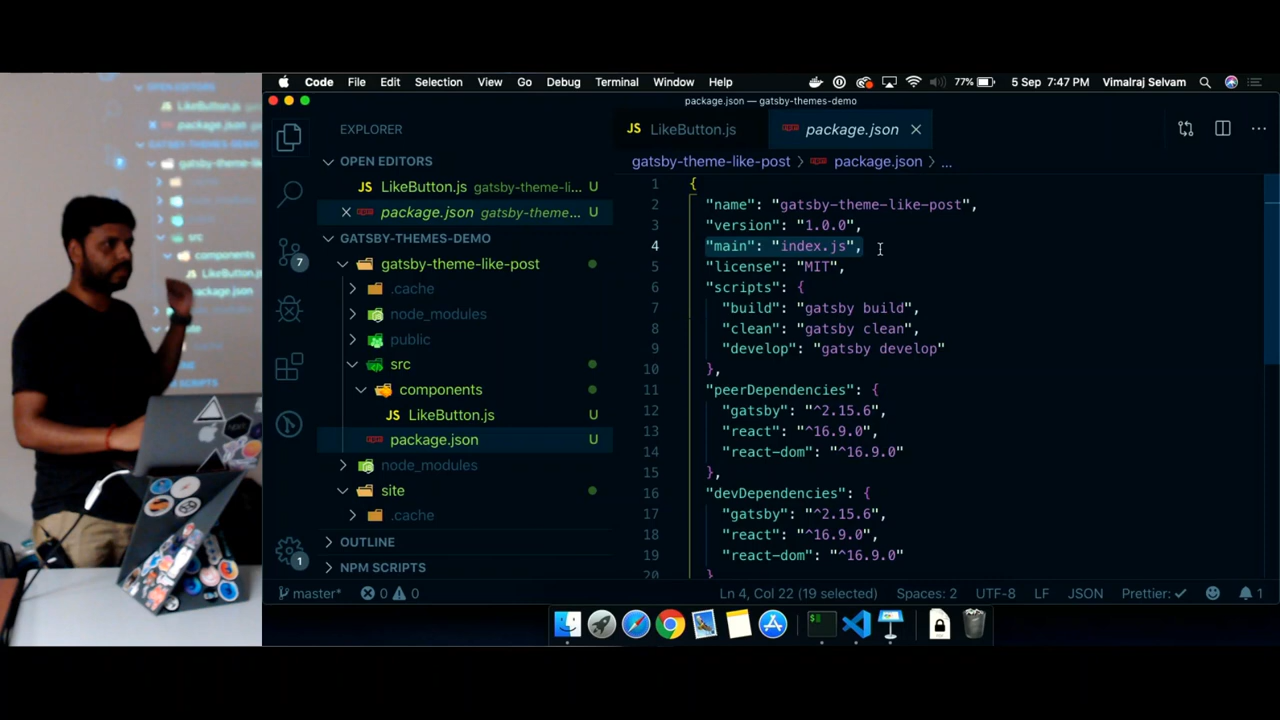 Code File Edit Selection View Go Debug Terminal Window Help 77% 5 Sep 7:47 PM Vimalraj Selvam
package.json — gatsby-themes-demo
EXPLORER
OPEN EDITORS
JS LikeButton.js gatsby-theme-li... U
package.json gatsby-theme... U
GATSBY-THEMES-DEMO
gatsby-theme-like-post
.cache
node_modules
public
src
components
JS LikeButton.js U
package.json U
node_modules
site
.cache
OUTLINE
NPM SCRIPTS
7
1
JS LikeButton.js
package.json
gatsby-theme-like-post > package.json > ...
1 {
2 "name": "gatsby-theme-like-post",
3 "version": "1.0.0",
4 "main": "index.js",
5 "license": "MIT",
6 "scripts": {
7 "build": "gatsby build",
8 "clean": "gatsby clean",
9 "develop": "gatsby develop"
10 },
11 "peerDependencies": {
12 "gatsby": "^2.15.6",
13 "react": "^16.9.0",
14 "react-dom": "^16.9.0"
15 },
16 "devDependencies": {
17 "gatsby": "^2.15.6",
18 "react": "^16.9.0",
19 "react-dom": "^16.9.0"
20 }
master* 0 0 Ln 4, Col 22 (19 selected) Spaces: 2 UTF-8 LF JSON Prettier: 1